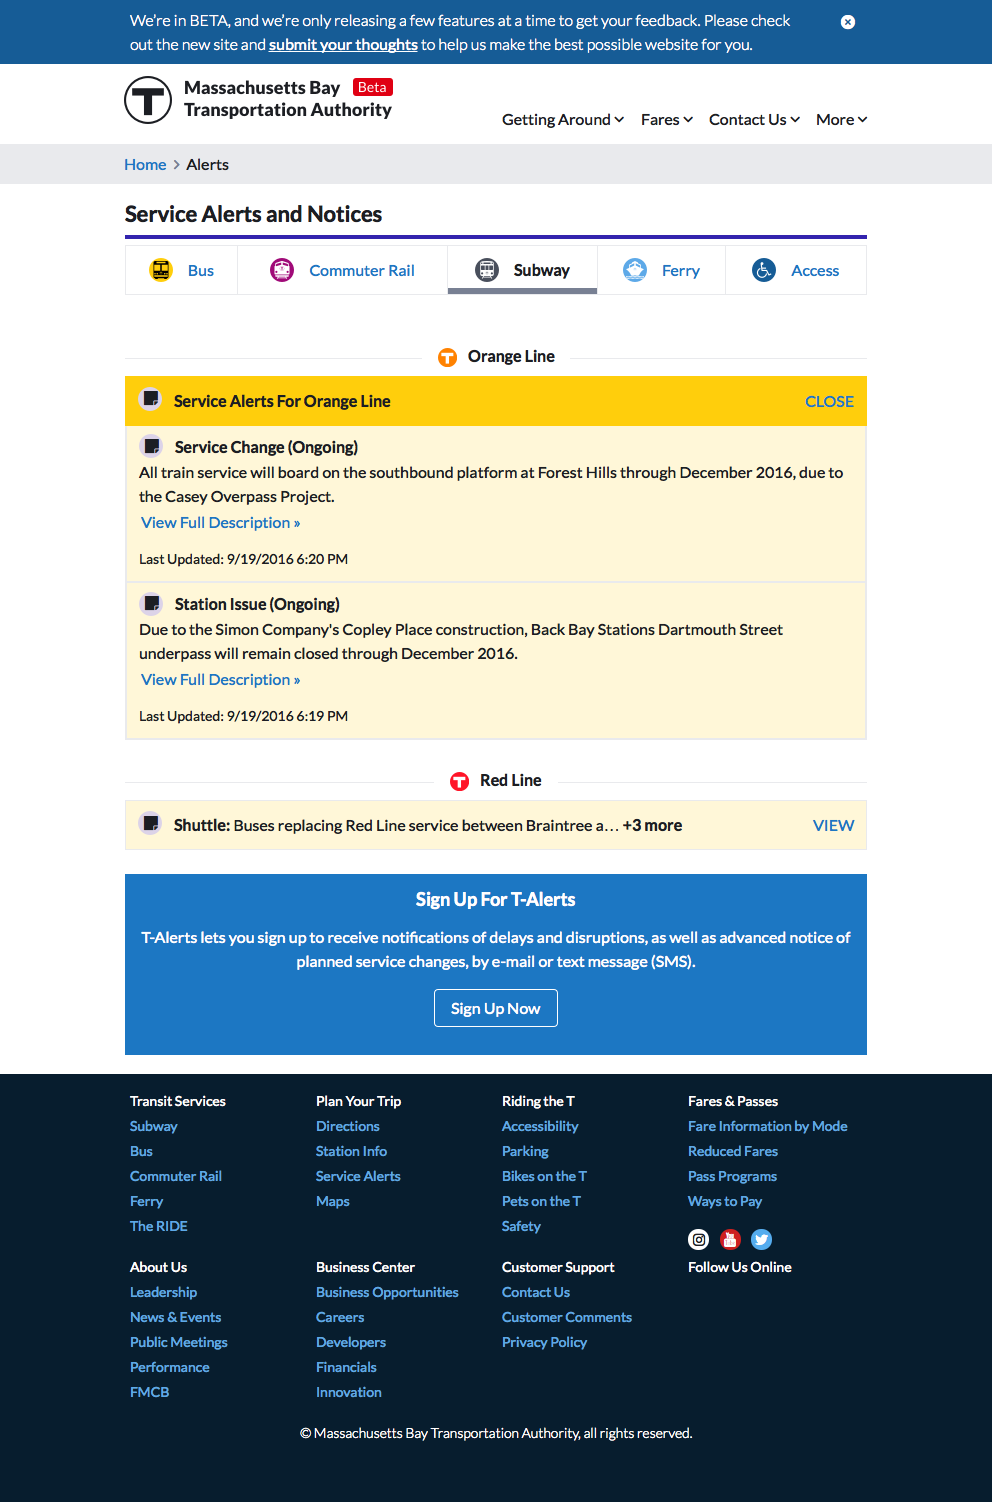 We're in BETA, and we're only releasing a few features at a time to get your feedback. Please check
out the new site and submit your thoughts to help us make the best possible website for you.
T
Massachusetts Bay Beta
Transportation Authority
Getting Around Fares Contact Us More
Home > Alerts
Service Alerts and Notices
Bus Commuter Rail Subway Ferry Access
T Orange Line
Service Alerts For Orange Line CLOSE
Service Change (Ongoing)
All train service will board on the southbound platform at Forest Hills through December 2016, due to
the Casey Overpass Project.
View Full Description »
Last Updated: 9/19/2016 6:20 PM
Station Issue (Ongoing)
Due to the Simon Company's Copley Place construction, Back Bay Stations Dartmouth Street
underpass will remain closed through December 2016.
View Full Description »
Last Updated: 9/19/2016 6:19 PM
T Red Line
Shuttle: Buses replacing Red Line service between Braintree a… +3 more VIEW
Sign Up For T-Alerts
T-Alerts lets you sign up to receive notifications of delays and disruptions, as well as advanced notice of
planned service changes, by e-mail or text message (SMS).
Sign Up Now
Transit Services
Subway
Bus
Commuter Rail
Ferry
The RIDE
Plan Your Trip
Directions
Station Info
Service Alerts
Maps
Riding the T
Accessibility
Parking
Bikes on the T
Pets on the T
Safety
Fares & Passes
Fare Information by Mode
Reduced Fares
Pass Programs
Ways to Pay
Follow Us Online
About Us
Leadership
News & Events
Public Meetings
Performance
FMCB
Business Center
Business Opportunities
Careers
Developers
Financials
Innovation
Customer Support
Contact Us
Customer Comments
Privacy Policy
© Massachusetts Bay Transportation Authority, all rights reserved.